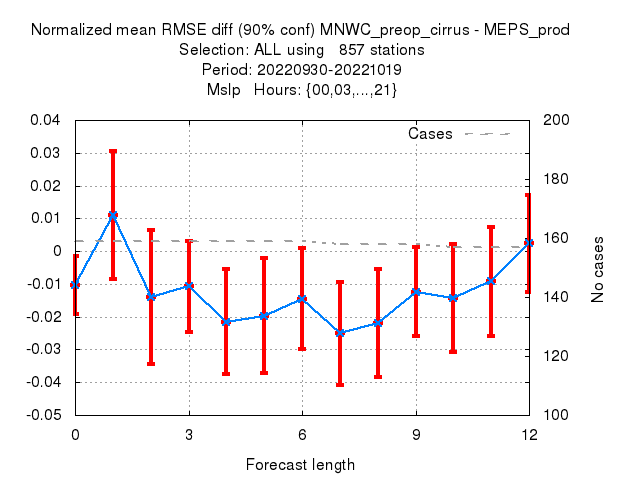 Normalized mean RMSE diff (90% conf) MNWC_preop_cirrus - MEPS_prod
Selection: ALL using   857 stations
Period: 20220930-20221019
Mslp   Hours: {00,03,...,21}
Cases
0.04
0.03
0.02
0.01
0
-0.01
-0.02
-0.03
-0.04
-0.05
200
180
160
140
120
100
No cases
0 3 6 9 12
Forecast length